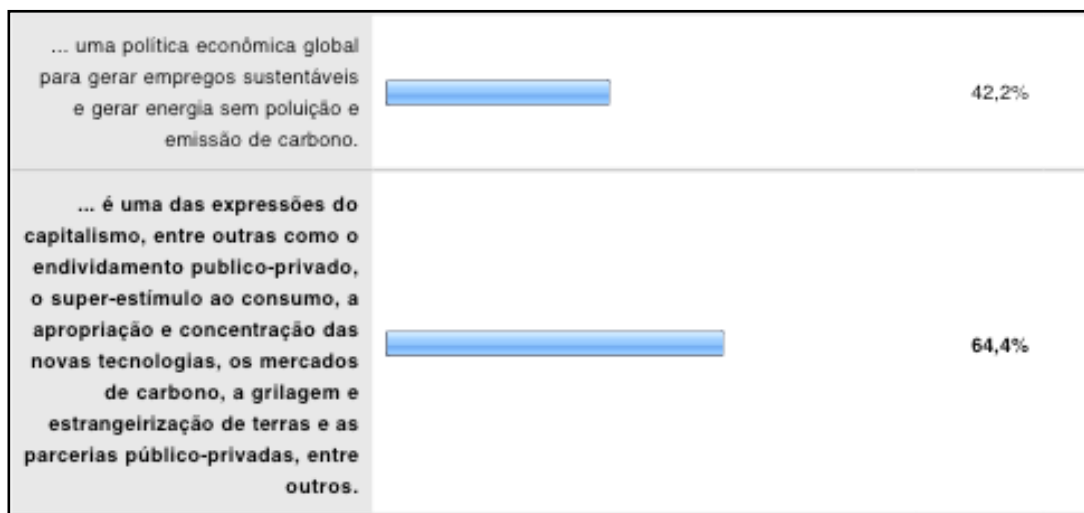 ... uma política econômica global
para gerar empregos sustentáveis
e gerar energia sem poluição e
emissão de carbono.
42,2%
... é uma das expressões do
capitalismo, entre outras como o
endividamento publico-privado,
o super-estímulo ao consumo, a
apropriação e concentração das
novas tecnologias, os mercados
de carbono, a grilagem e
estrangeirização de terras e as
parcerias público-privadas, entre
outros.
64,4%